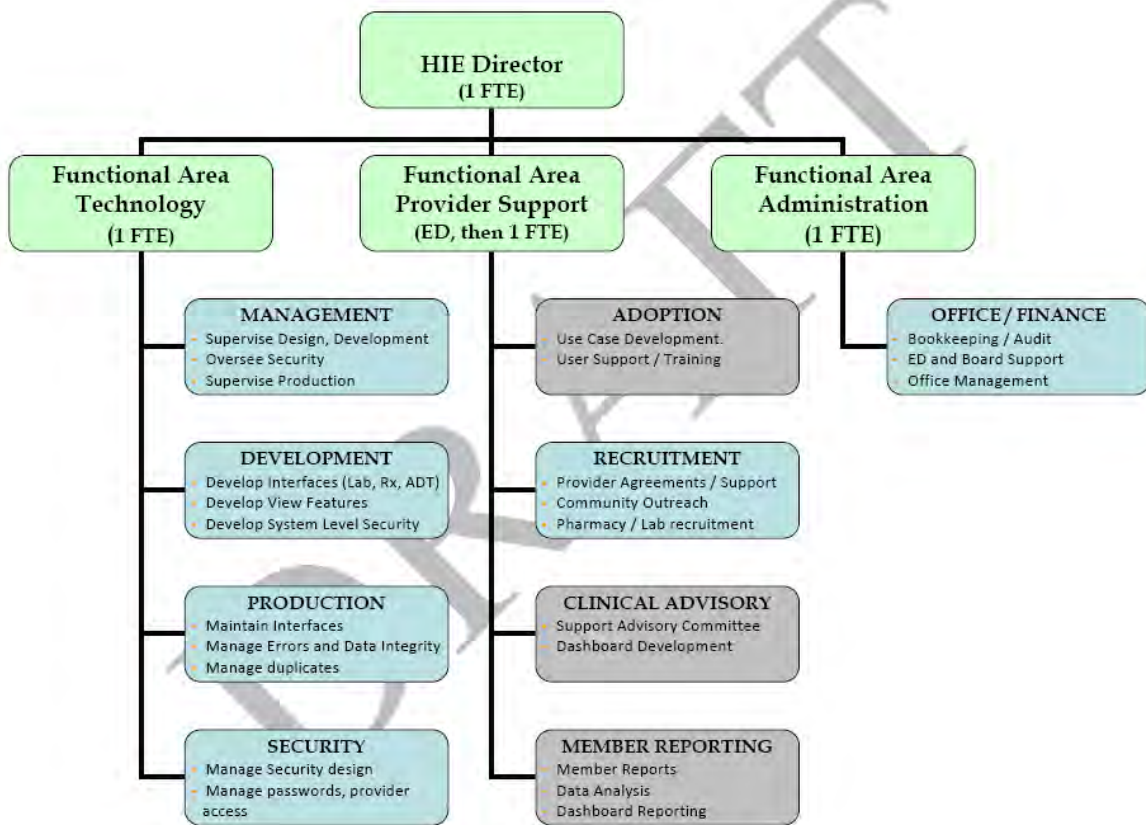 HIE Director
(1 FTE)
Functional Area
Technology
(1 FTE)
Functional Area
Provider Support
(ED, then 1 FTE)
Functional Area
Administration
(1 FTE)
MANAGEMENT
Supervise Design, Development
Oversee Security
Supervise Production
DEVELOPMENT
Develop Interfaces (Lab, Rx, ADT)
Develop View Features
Develop System Level Security
PRODUCTION
Maintain Interfaces
Manage Errors and Data Integrity
Manage duplicates
SECURITY
Manage Security design
Manage passwords, provider
access
ADOPTION
Use Case Development.
User Support / Training
RECRUITMENT
Provider Agreements / Support
Community Outreach
Pharmacy / Lab recruitment
CLINICAL ADVISORY
Support Advisory Committee
Dashboard Development
MEMBER REPORTING
Member Reports
Data Analysis
Dashboard Reporting
OFFICE / FINANCE
Bookkeeping / Audit
ED and Board Support
Office Management
DRAFT